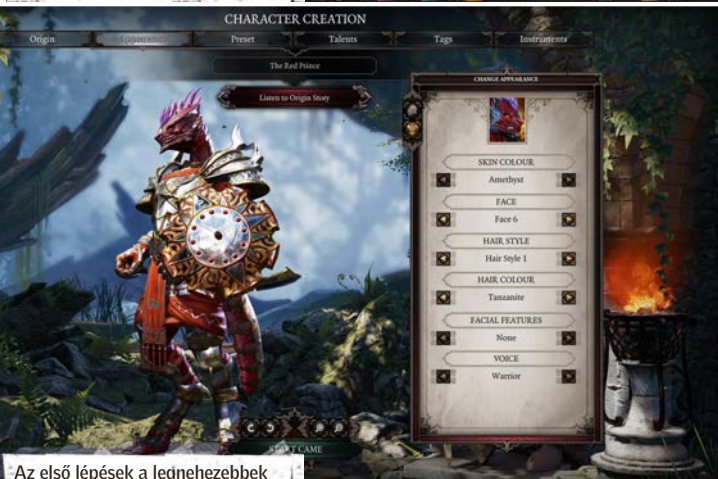 CHARACTER CREATION
Origin
Appearance
Preset
Talents
Tags
Instruments
The Red Prince
Listen to Origin Story
CHANGE APPEARANCE
SKIN COLOUR
Amethyst
FACE
Face 6
HAIR STYLE
Hair Style 1
HAIR COLOUR
Tanzanite
FACIAL FEATURES
None
VOICE
Warrior
START GAME
Az első lépések a legnehezebbek